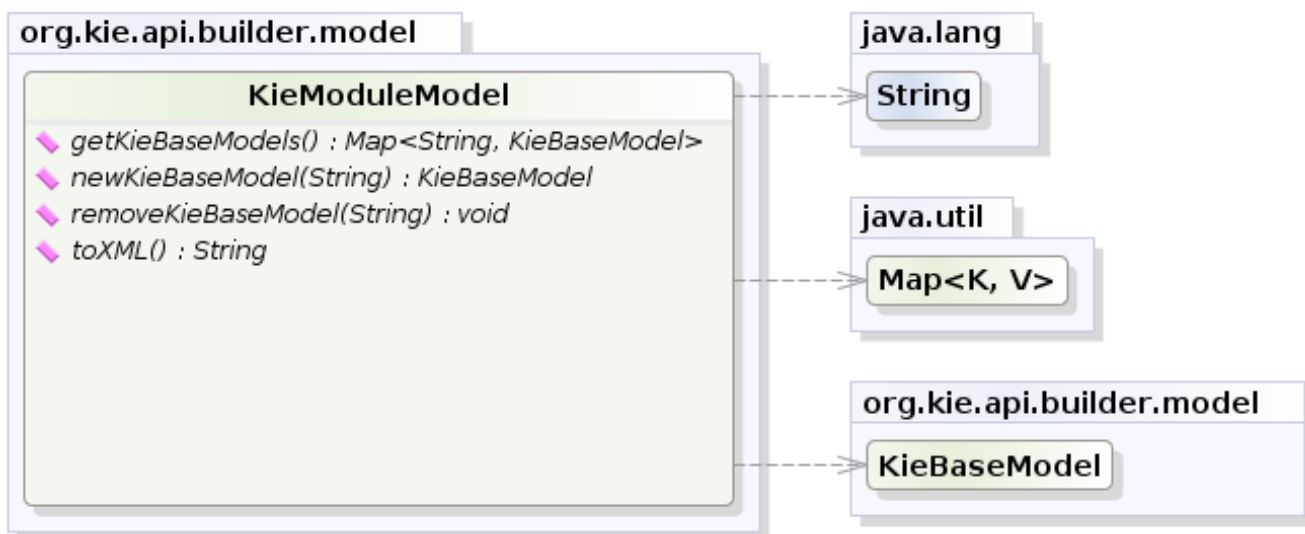 org.kie.api.builder.model
KieModuleModel
getKieBaseModels() : Map<String, KieBaseModel>
newKieBaseModel(String) : KieBaseModel
removeKieBaseModel(String) : void
toXML() : String
java.lang
String
java.util
Map<K, V>
org.kie.api.builder.model
KieBaseModel